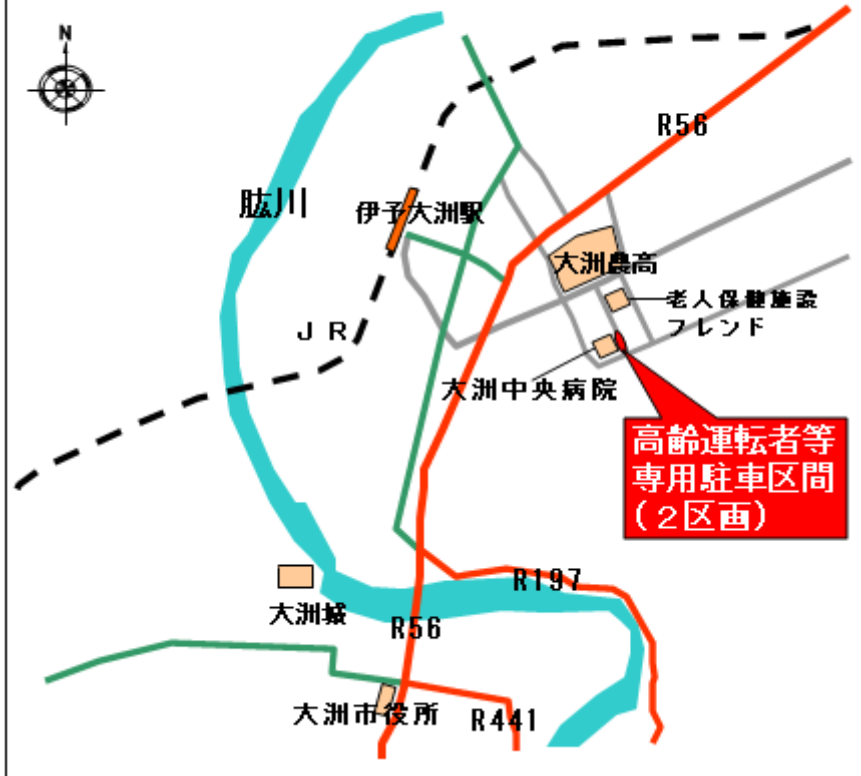 N
R56
肱川
伊予大洲駅
大洲農高
老人保健施設
フレンド
J R
大洲中央病院
高齢運転者等
専用駐車区間
(2区画)
R197
大洲城
R56
大洲市役所
R441